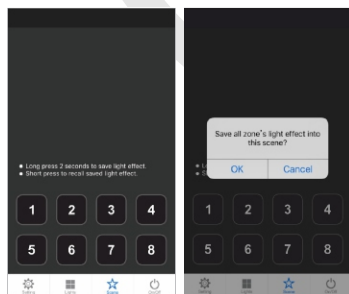 ● Long press 2 seconds to save light effect.
● Short press to recall saved light effect.
1 2 3 4
5 6 7 8
Scene
On/Off
Save all zone's light effect into
this scene?
OK Cancel
1 2 3 4
5 6 7 8
Scene
On/Off